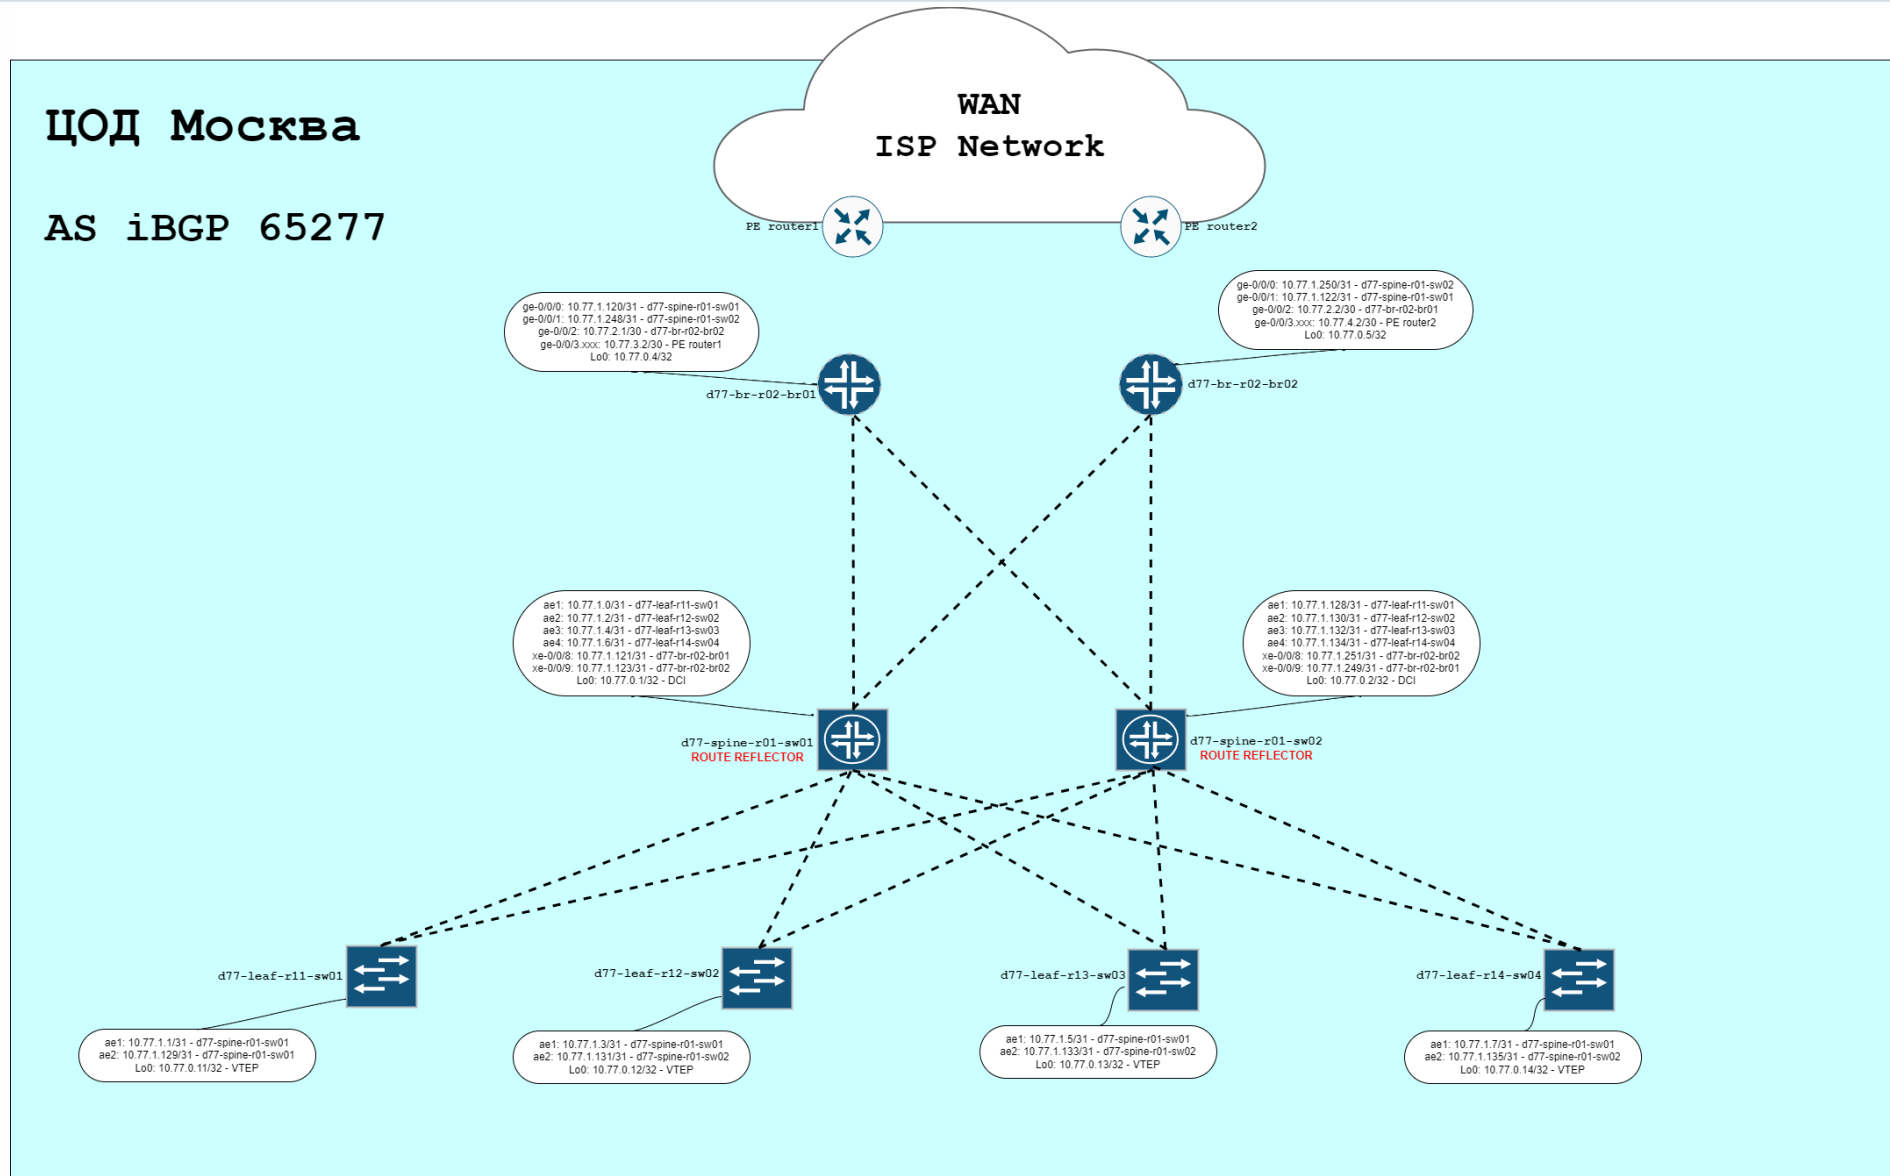 WAN
ISP Network
ЦОД Москва
AS iBGP 65277
PE router1
PE router2
ge-0/0/0: 10.77.1.120/31 - d77-spine-r01-sw01
ge-0/0/1: 10.77.1.248/31 - d77-spine-r01-sw02
ge-0/0/2: 10.77.2.1/30 - d77-br-r02-br02
ge-0/0/3.xxx: 10.77.3.2/30 - PE router1
Lo0: 10.77.0.4/32
ge-0/0/0: 10.77.1.250/31 - d77-spine-r01-sw02
ge-0/0/1: 10.77.1.122/31 - d77-spine-r01-sw01
ge-0/0/2: 10.77.2.2/30 - d77-br-r02-br01
ge-0/0/3.xxx: 10.77.4.2/30 - PE router2
Lo0: 10.77.0.5/32
d77-br-r02-br01
d77-br-r02-br02
ae1: 10.77.1.0/31 - d77-leaf-r11-sw01
ae2: 10.77.1.2/31 - d77-leaf-r12-sw02
ae3: 10.77.1.4/31 - d77-leaf-r13-sw03
ae4: 10.77.1.6/31 - d77-leaf-r14-sw04
xe-0/0/8: 10.77.1.121/31 - d77-br-r02-br01
xe-0/0/9: 10.77.1.123/31 - d77-br-r02-br02
Lo0: 10.77.0.1/32 - DCI
ae1: 10.77.1.128/31 - d77-leaf-r11-sw01
ae2: 10.77.1.130/31 - d77-leaf-r12-sw02
ae3: 10.77.1.132/31 - d77-leaf-r13-sw03
ae4: 10.77.1.134/31 - d77-leaf-r14-sw04
xe-0/0/8: 10.77.1.251/31 - d77-br-r02-br02
xe-0/0/9: 10.77.1.249/31 - d77-br-r02-br01
Lo0: 10.77.0.2/32 - DCI
d77-spine-r01-sw01
ROUTE REFLECTOR
d77-spine-r01-sw02
ROUTE REFLECTOR
d77-leaf-r11-sw01
d77-leaf-r12-sw02
d77-leaf-r13-sw03
d77-leaf-r14-sw04
ae1: 10.77.1.1/31 - d77-spine-r01-sw01
ae2: 10.77.1.129/31 - d77-spine-r01-sw01
Lo0: 10.77.0.11/32 - VTEP
ae1: 10.77.1.3/31 - d77-spine-r01-sw01
ae2: 10.77.1.131/31 - d77-spine-r01-sw02
Lo0: 10.77.0.12/32 - VTEP
ae1: 10.77.1.5/31 - d77-spine-r01-sw01
ae2: 10.77.1.133/31 - d77-spine-r01-sw02
Lo0: 10.77.0.13/32 - VTEP
ae1: 10.77.1.7/31 - d77-spine-r01-sw01
ae2: 10.77.1.135/31 - d77-spine-r01-sw02
Lo0: 10.77.0.14/32 - VTEP